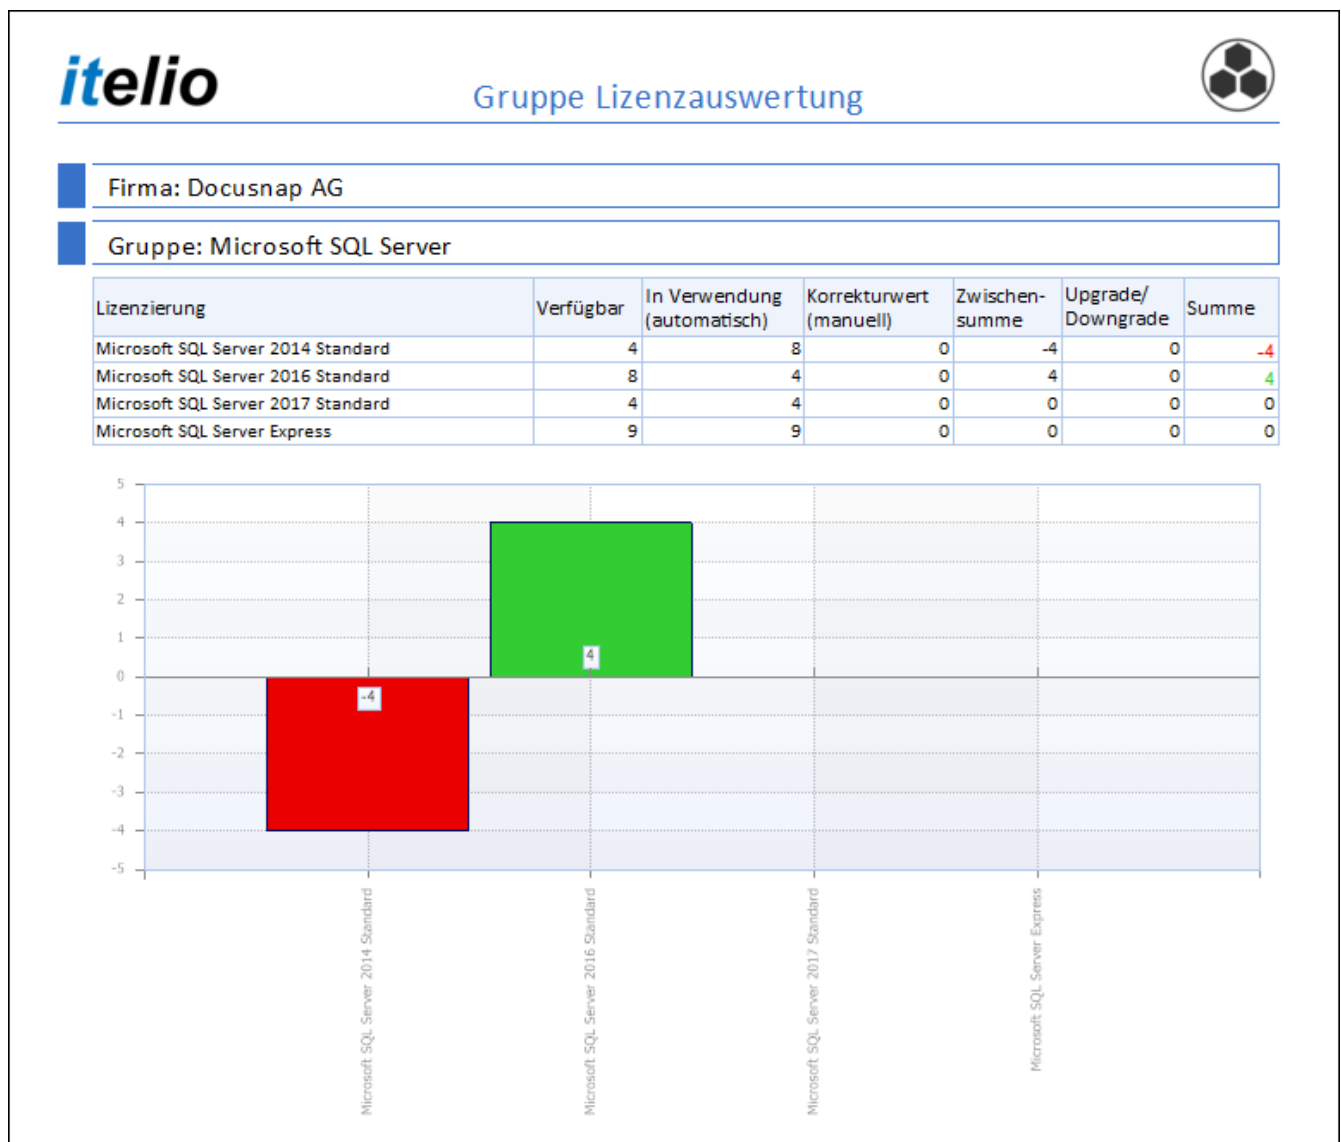 itelio
Gruppe Lizenzauswertung
Firma: Docusnap AG
Gruppe: Microsoft SQL Server
Lizenzierung Verfügbar In Verwendung (automatisch) Korrekturwert (manuell) Zwischen-summe Upgrade/Downgrade Summe
Microsoft SQL Server 2014 Standard 4 8 0 -4 0 -4
Microsoft SQL Server 2016 Standard 8 4 0 4 0 4
Microsoft SQL Server 2017 Standard 4 4 0 0 0 0
Microsoft SQL Server Express 9 9 0 0 0 0
5
4
3
2
1
0
-1
-2
-3
-4
-5
4
-4
Microsoft SQL Server 2014 Standard
Microsoft SQL Server 2016 Standard
Microsoft SQL Server 2017 Standard
Microsoft SQL Server Express